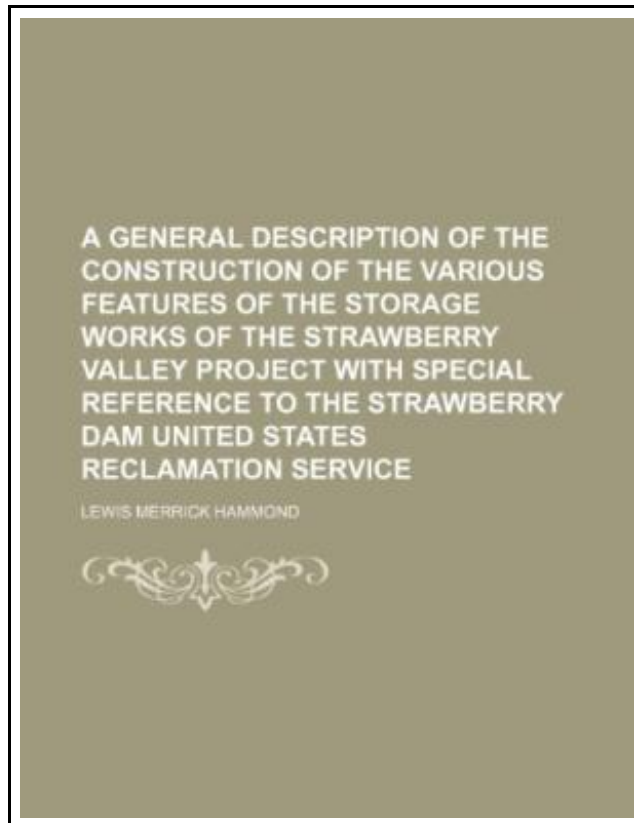 A GENERAL DESCRIPTION OF THE
CONSTRUCTION OF THE VARIOUS
FEATURES OF THE STORAGE
WORKS OF THE STRAWBERRY
VALLEY PROJECT WITH SPECIAL
REFERENCE TO THE STRAWBERRY
DAM UNITED STATES
RECLAMATION SERVICE
LEWIS MERRICK HAMMOND